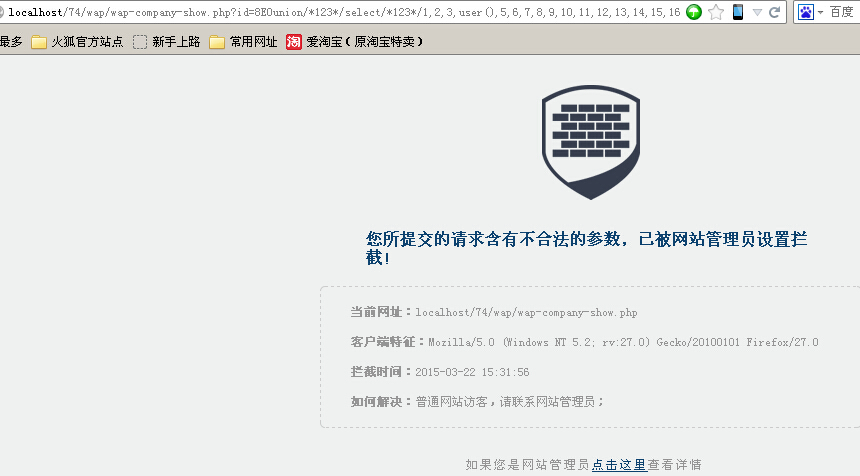 localhost/74/wap/wap-company-show.php?id=8E0union/*123*/select/*123*/1,2,3,user(),5,6,7,8,9,10,11,12,13,14,15,16 百度
最多 火狐官方站点 新手上路 常用网址 淘 爱淘宝(原淘宝特卖)
您所提交的请求含有不合法的参数，已被网站管理员设置拦
截！
当前网址：localhost/74/wap/wap-company-show.php
客户端特征：Mozilla/5.0 (Windows NT 5.2; rv:27.0) Gecko/20100101 Firefox/27.0
拦截时间：2015-03-22 15:31:56
如何解决：普通网站访客，请联系网站管理员；
如果您是网站管理员点击这里查看详情